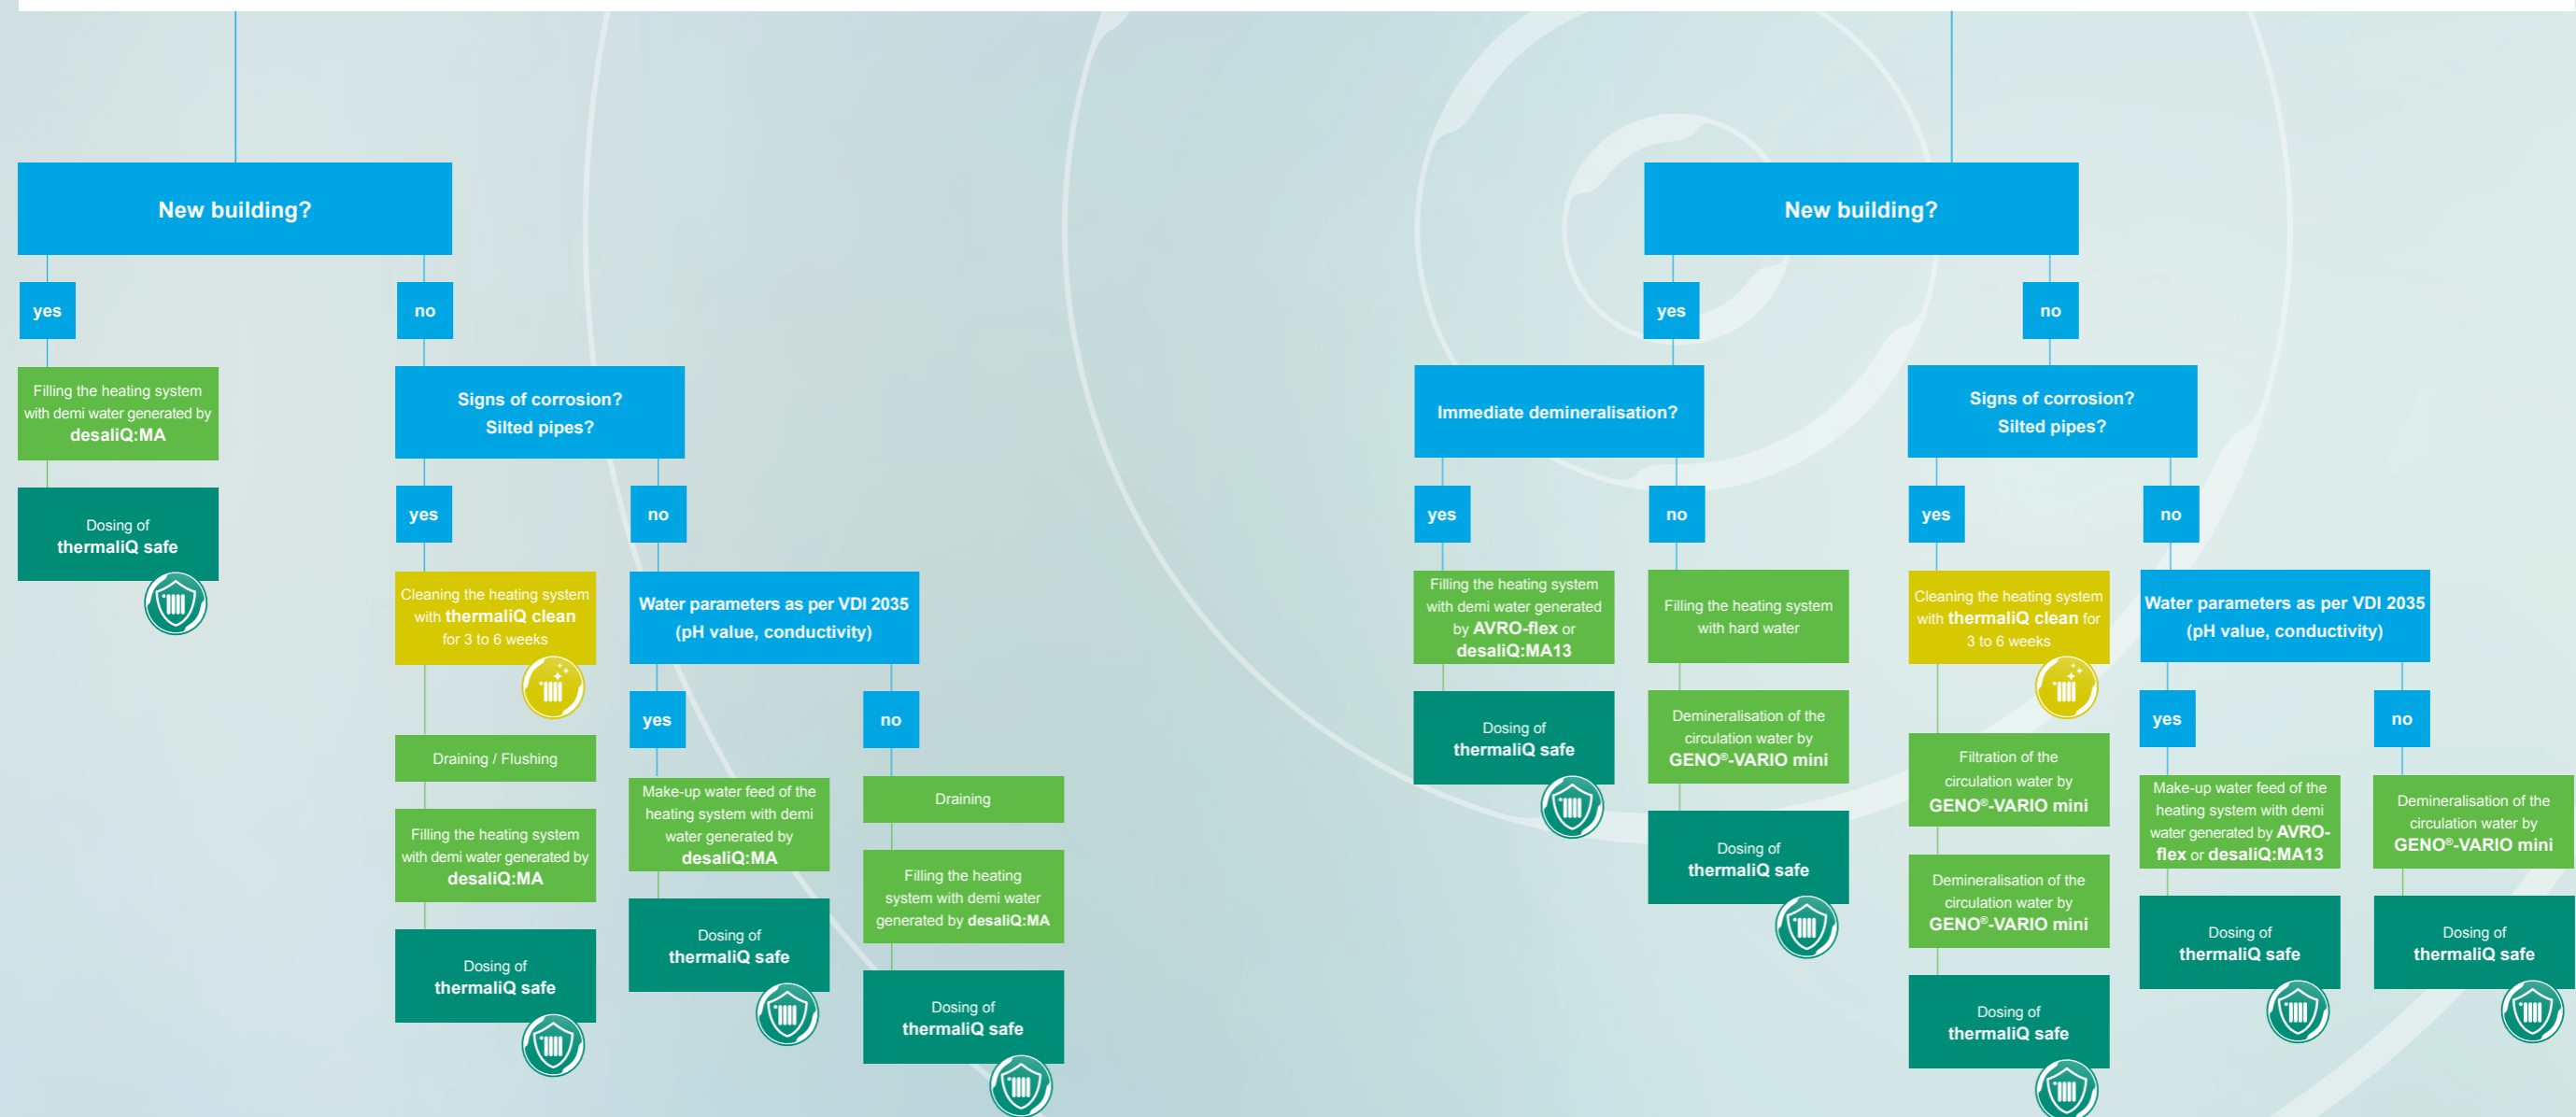 New building?
yes
no
Filling the heating system
with demi water generated by
desaliQ:MA
Dosing of
thermaliQ safe
Signs of corrosion?
Silted pipes?
yes
no
Cleaning the heating system
with thermaliQ clean
for 3 to 6 weeks
Draining / Flushing
Filling the heating system
with demi water generated by
desaliQ:MA
Dosing of
thermaliQ safe
Water parameters as per VDI 2035
(pH value, conductivity)
yes
no
Make-up water feed of the
heating system with demi
water generated by
desaliQ:MA
Dosing of
thermaliQ safe
Draining
Filling the heating
system with demi water
generated by desaliQ:MA
Dosing of
thermaliQ safe
New building?
yes
no
Immediate demineralisation?
yes
no
Filling the heating system
with demi water generated
by AVRO-flex or
desaliQ:MA13
Dosing of
thermaliQ safe
Filling the heating system
with hard water
Demineralisation of the
circulation water by
GENO®-VARIO mini
Dosing of
thermaliQ safe
Signs of corrosion?
Silted pipes?
yes
no
Cleaning the heating system
with thermaliQ clean for
3 to 6 weeks
Filtration of the
circulation water by
GENO®-VARIO mini
Demineralisation of the
circulation water by
GENO®-VARIO mini
Dosing of
thermaliQ safe
Water parameters as per VDI 2035
(pH value, conductivity)
yes
no
Make-up water feed of the
heating system with demi
water generated by AVRO-
flex or desaliQ:MA13
Dosing of
thermaliQ safe
Demineralisation of the
circulation water by
GENO®-VARIO mini
Dosing of
thermaliQ safe